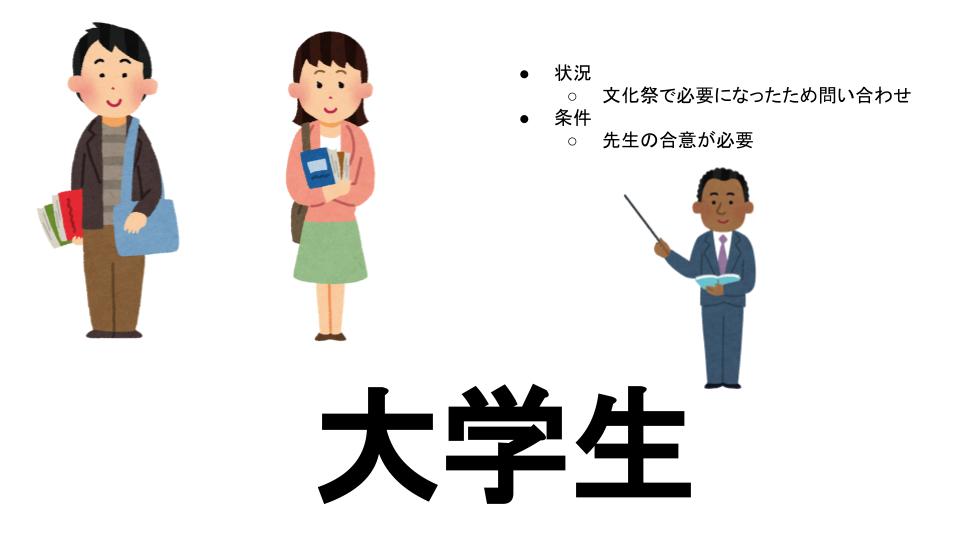 ● 状況
○ 文化祭で必要になったため問い合わせ
● 条件
○ 先生の合意が必要
大学生